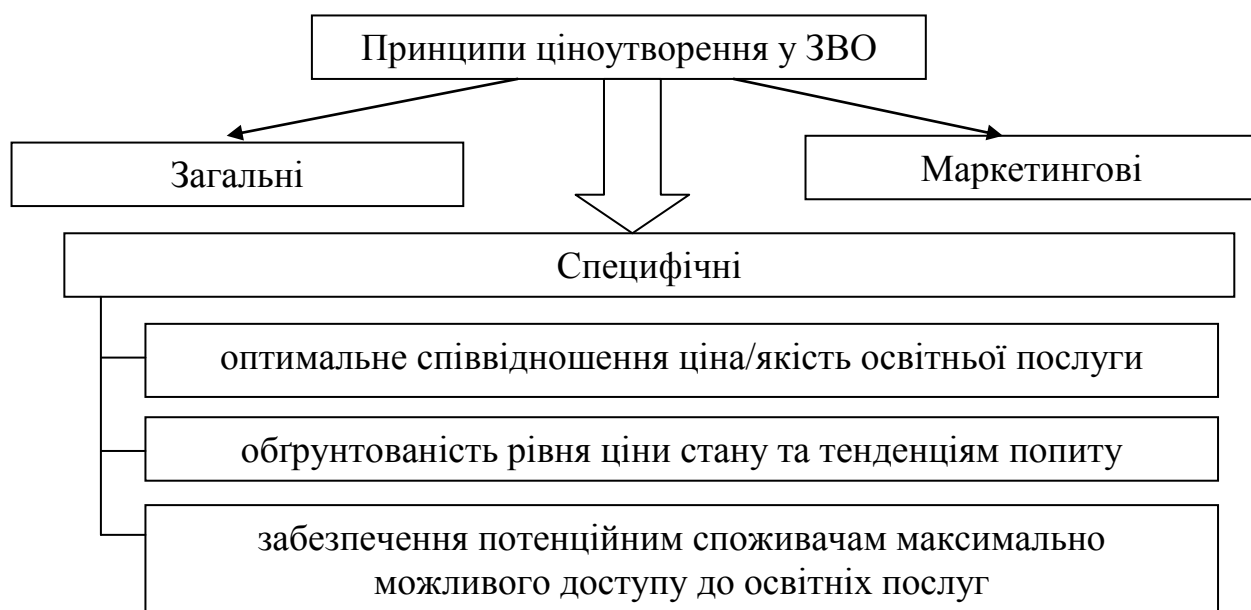 Принципи ціноутворення у ЗВО
Загальні
Маркетингові
Специфічні
оптимальне співвідношення ціна/якість освітньої послуги
обґрунтованість рівня ціни стану та тенденціям попиту
забезпечення потенційним споживачам максимально
можливого доступу до освітніх послуг